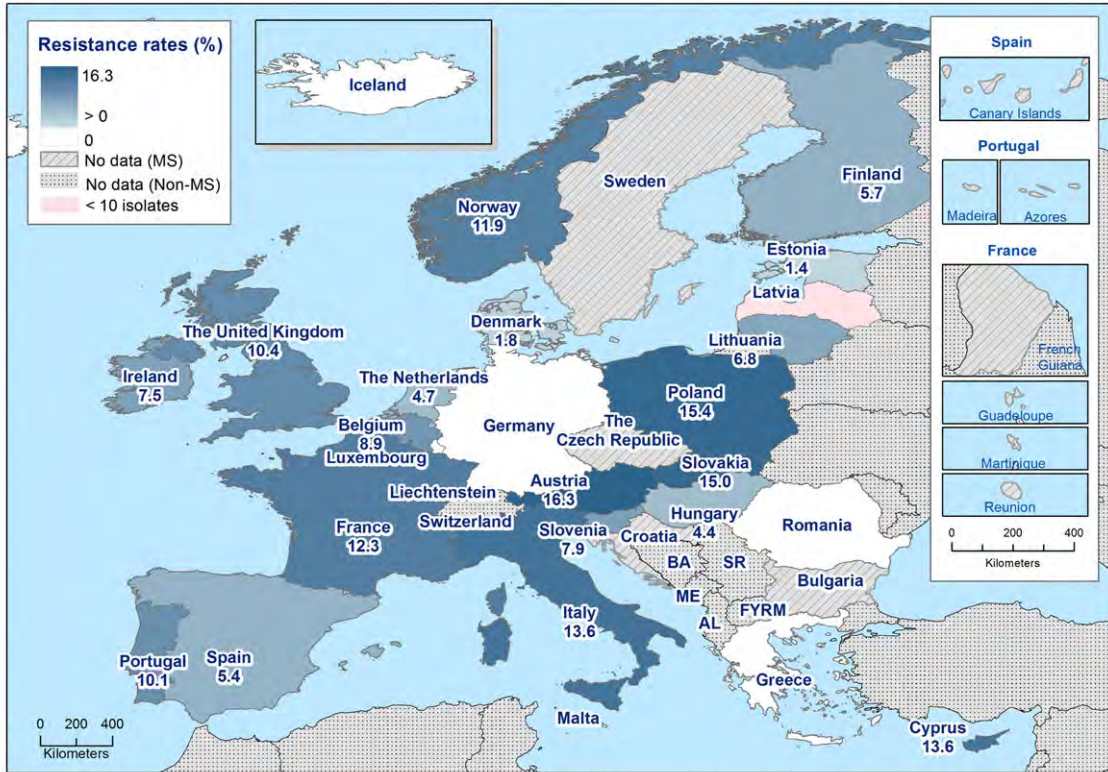 Resistance rates (%)
16.3
> 0
0
No data (MS)
No data (Non-MS)
< 10 isolates
Iceland
Spain
Canary Islands
Portugal
Madeira
Azores
France
French
Guiana
Guadeloupe
Martinique
Reunion
0 200 400
Kilometers
Sweden
Finland
5.7
Norway
11.9
Estonia
1.4
Latvia
Denmark
1.8
Lithuania
6.8
The United Kingdom
10.4
Ireland
7.5
The Netherlands
4.7
Poland
15.4
Belgium
8.9
Germany
The
Czech Republic
Luxembourg
Slovakia
15.0
Austria
16.3
Liechtenstein
Switzerland
France
12.3
Slovenia
7.9
Hungary
4.4
Romania
Croatia
BA
SR
Bulgaria
ME
FYRM
AL
Italy
13.6
Portugal
10.1
Spain
5.4
Greece
Malta
Cyprus
13.6
0 200 400
Kilometers